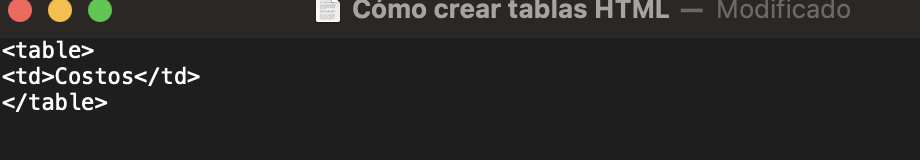 Cómo crear tablas HTML — Modificado
<table>
<td>Costos</td>
</table>